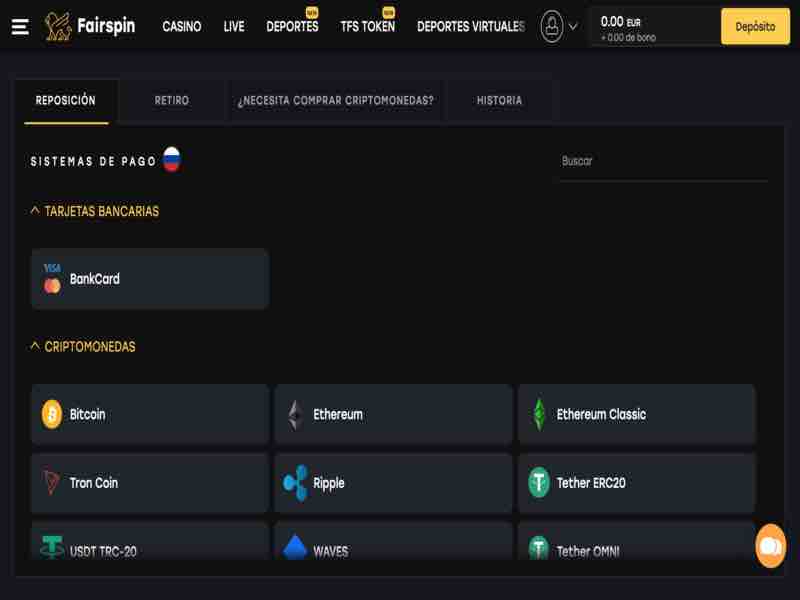 Fairspin CASINO LIVE DEPORTES NEW TFS TOKEN NEW DEPORTES VIRTUALES 0.00 EUR Depósito
+ 0.00 de bono
REPOSICIÓN RETIRO ¿NECESITA COMPRAR CRIPTOMONEDAS? HISTORIA
SISTEMAS DE PAGO Buscar
TARJETAS BANCARIAS
VISA BankCard
CRIPTOMONEDAS
Bitcoin Ethereum Ethereum Classic
Tron Coin Ripple Tether ERC20
USDT TRC-20 WAVES Tether OMNI